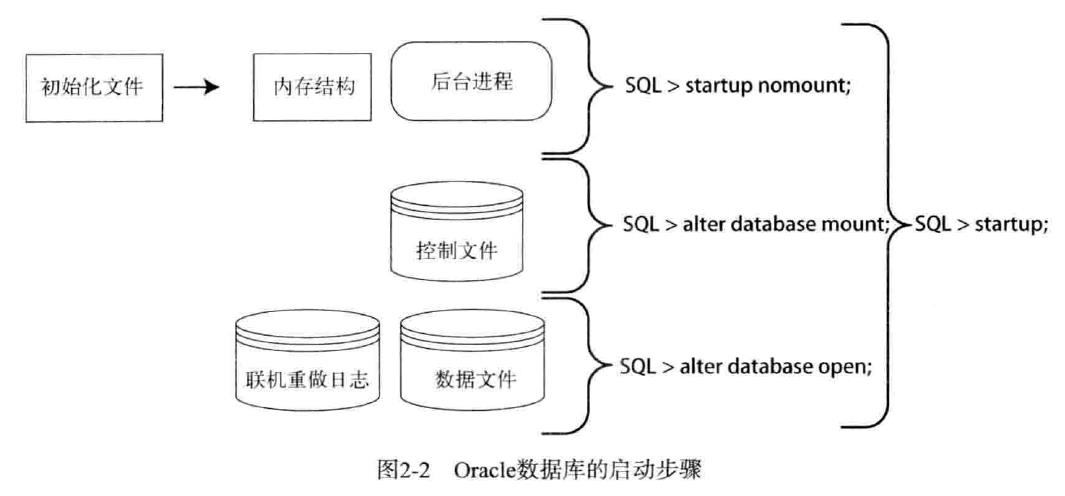 初始化文件
内存结构
后台进程
SQL > startup nomount;
控制文件
SQL > alter database mount;
SQL > startup;
联机重做日志
数据文件
SQL > alter database open;
图2-2 Oracle数据库的启动步骤